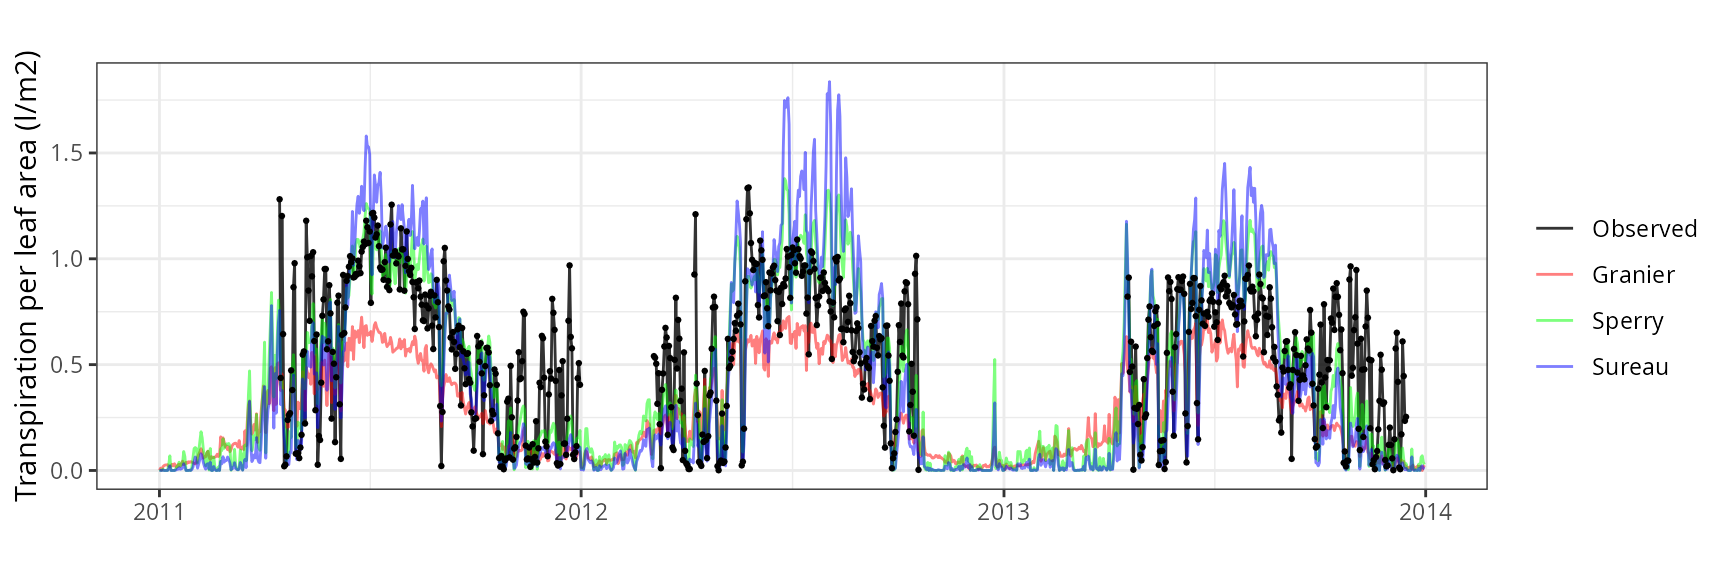 Transpiration per leaf area (l/m2)
1.5
1.0
0.5
0.0
2011
2012
2013
2014
Observed
Granier
Sperry
Sureau